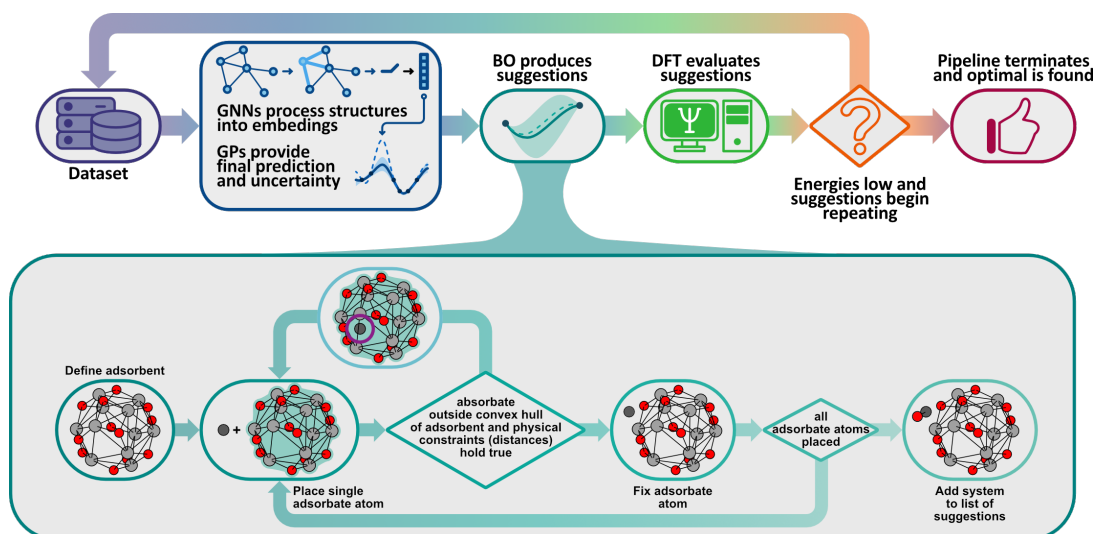 BO produces
suggestions
DFT evaluates
suggestions
Pipeline terminates
and optimal is found
GNNs process structures
into embedings
GPs provide
final prediction
and uncertainty
Ψ
?
Dataset
Energies low and
suggestions begin
repeating
Define adsorbent
+
Place single
adsorbate atom
absorbate
outside convex hull
of adsorbent and physical
constraints (distances)
hold true
Fix adsorbate
atom
all
adsorbate atoms
placed
Add system
to list of
suggestions